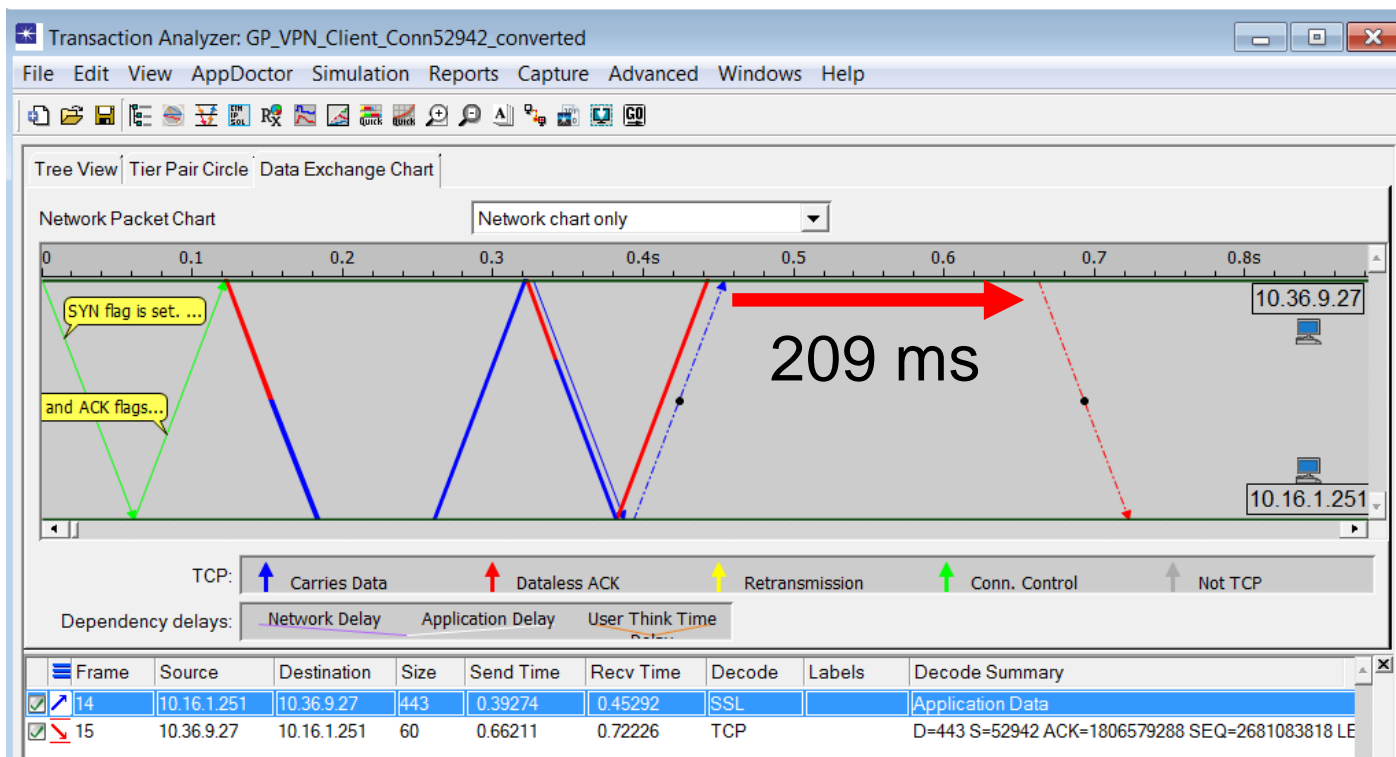 Transaction Analyzer: GP_VPN_Client_Conn52942_converted
File Edit View AppDoctor Simulation Reports Capture Advanced Windows Help
Tree View Tier Pair Circle Data Exchange Chart
Network Packet Chart Network chart only
0 0.1 0.2 0.3 0.4s 0.5 0.6 0.7 0.8s
SYN flag is set. ...
10.36.9.27
209 ms
and ACK flags...
10.16.1.251
TCP: Carries Data Dataless ACK Retransmission Conn. Control Not TCP
Dependency delays: Network Delay Application Delay User Think Time
Frame Source Destination Size Send Time Recv Time Decode Labels Decode Summary
14 10.16.1.251 10.36.9.27 443 0.39274 0.45292 SSL Application Data
15 10.36.9.27 10.16.1.251 60 0.66211 0.72226 TCP D=443 S=52942 ACK=1806579288 SEQ=2681083818 LE